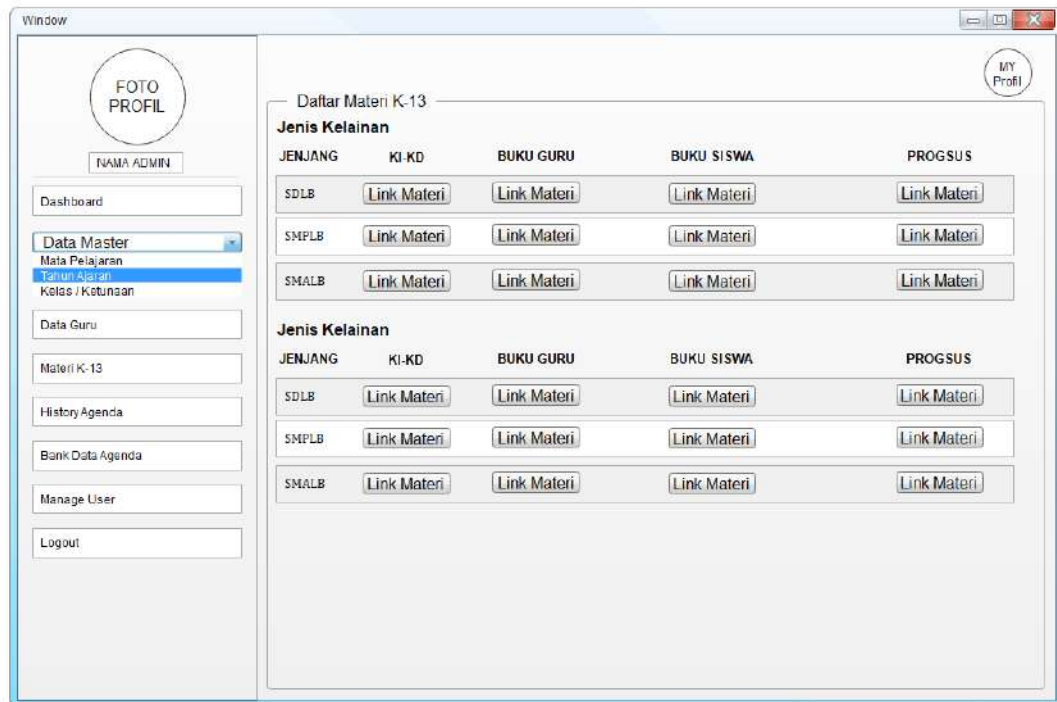 Window
FOTO
PROFIL
NAMA ADMIN
Dashboard
Data Master
Mata Pelajaran
Tahun Ajaran
Kelas / Ketunaan
Data Guru
Materi K-13
History Agenda
Bank Data Agenda
Manage User
Logout
MY
Profil
Daftar Materi K-13
Jenis Kelainan
JENJANG KI-KD BUKU GURU BUKU SISWA PROGSUS
SDLB Link Materi Link Materi Link Materi Link Materi
SMPLB Link Materi Link Materi Link Materi Link Materi
SMALB Link Materi Link Materi Link Materi Link Materi
Jenis Kelainan
JENJANG KI-KD BUKU GURU BUKU SISWA PROGSUS
SDLB Link Materi Link Materi Link Materi Link Materi
SMPLB Link Materi Link Materi Link Materi Link Materi
SMALB Link Materi Link Materi Link Materi Link Materi